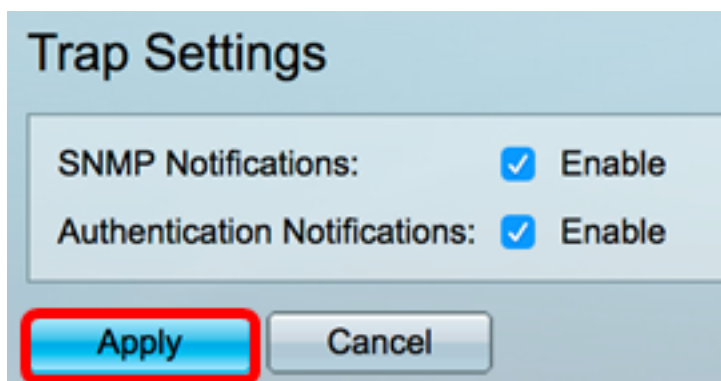 Trap Settings
SNMP Notifications: Enable
Authentication Notifications: Enable
Apply Cancel